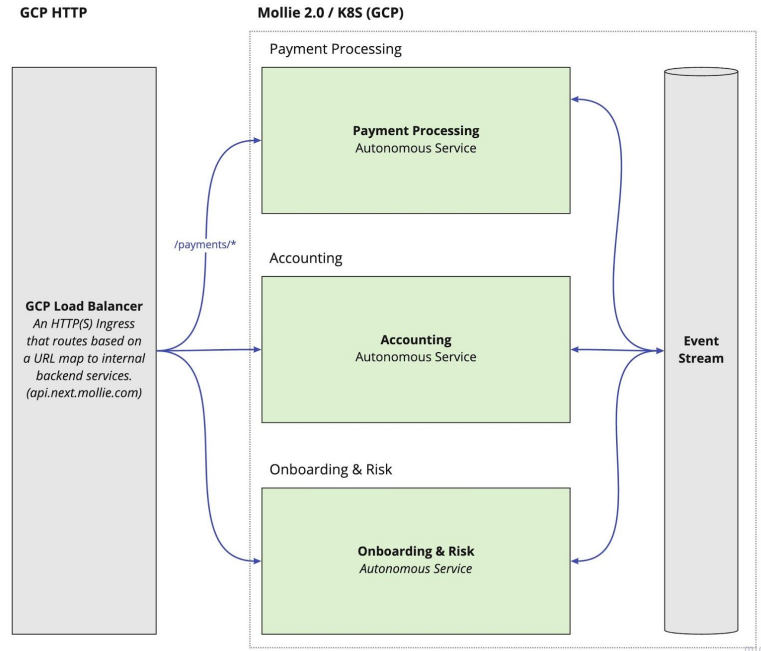 GCP HTTP
Mollie 2.0 / K8S (GCP)
Payment Processing
Payment Processing
Autonomous Service
/payments/*
Accounting
GCP Load Balancer
An HTTP(S) Ingress
that routes based on
a URL map to internal
backend services.
(api.next.mollie.com)
Accounting
Autonomous Service
Event
Stream
Onboarding & Risk
Onboarding & Risk
Autonomous Service